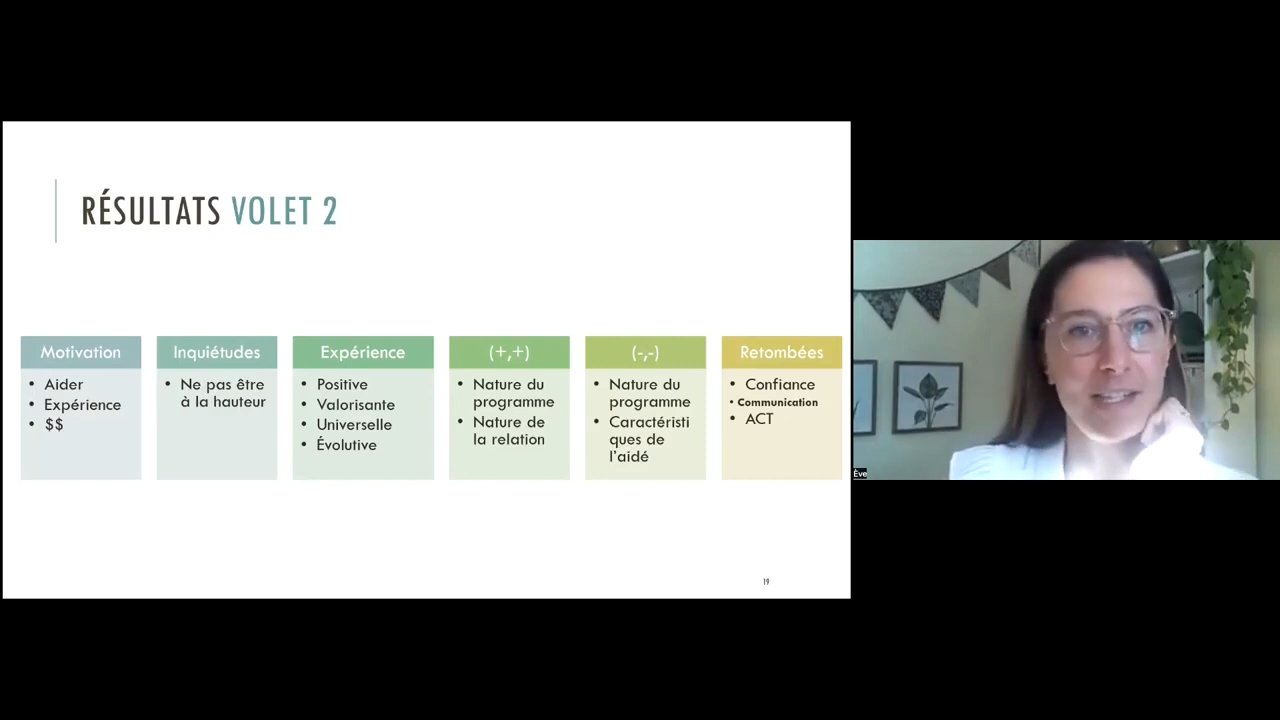 RÉSULTATS VOLET 2
Motivation
• Aider
• Expérience
• $$
Inquiétudes
• Ne pas être
à la hauteur
Expérience
• Positive
• Valorisante
• Universelle
• Évolutive
(+,+)
• Nature du
programme
• Nature de
la relation
(-,-)
• Nature du
programme
• Caractéristi
ques de
l'aidé
Retombées
• Confiance
• Communication
• ACT
19
Ève